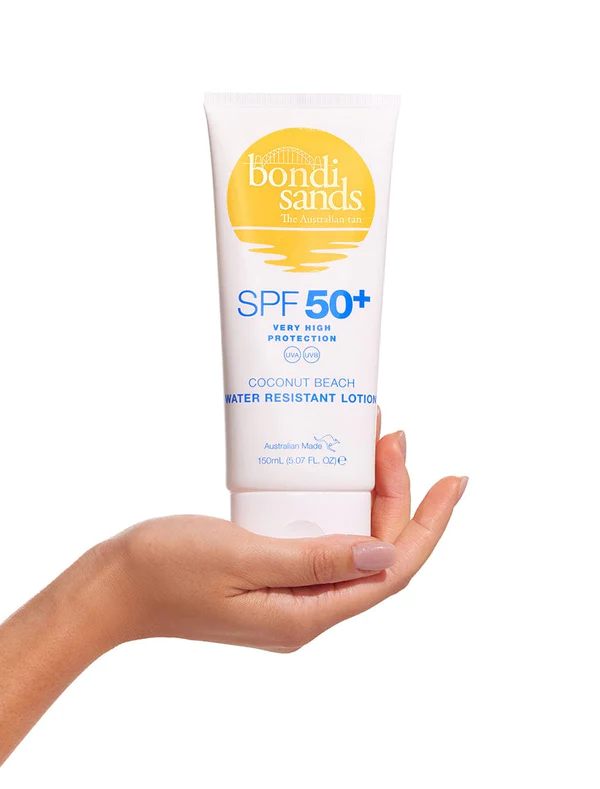 bondi
sands®
The Australian tan
SPF 50+
VERY HIGH
PROTECTION
UVA UVB
COCONUT BEACH
WATER RESISTANT LOTION
Australian Made
150mL (5.07 FL. OZ)℮